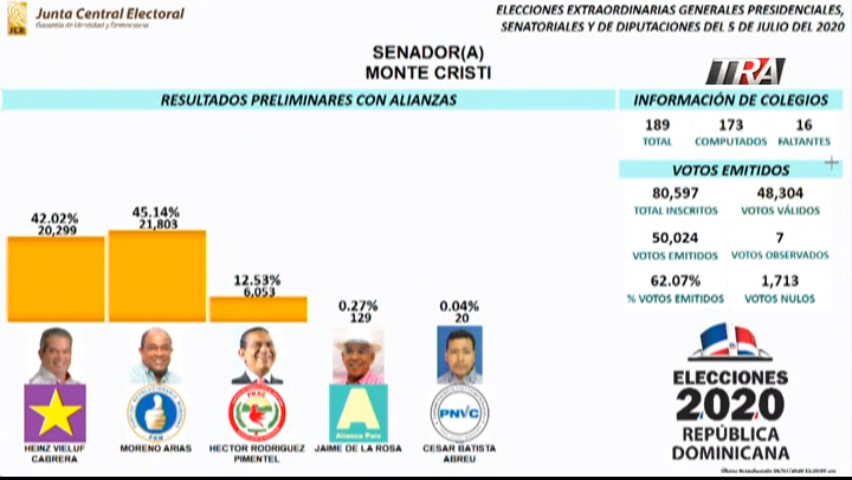 Junta Central Electoral
Garantía de Identidad y Democracia
JCE
ELECCIONES EXTRAORDINARIAS GENERALES PRESIDENCIALES,
SENATORIALES Y DE DIPUTACIONES DEL 5 DE JULIO DEL 2020
SENADOR(A)
MONTE CRISTI
TRA
RESULTADOS PRELIMINARES CON ALIANZAS
INFORMACIÓN DE COLEGIOS
189 173 16
TOTAL COMPUTADOS FALTANTES
VOTOS EMITIDOS
80,597 48,304
TOTAL INSCRITOS VOTOS VÁLIDOS
50,024 7
VOTOS EMITIDOS VOTOS OBSERVADOS
62.07% 1,713
% VOTOS EMITIDOS VOTOS NULOS
42.02%
20,299
45.14%
21,803
12.53%
6,053
0.27%
129
0.04%
20
PRM
PRSC
A
Alianza País
PNVC
HEINZ VIELUF
CABRERA
MORENO ARIAS
HECTOR RODRIGUEZ
PIMENTEL
JAIME DE LA ROSA
CESAR BATISTA
ABREU
ELECCIONES
2020
REPÚBLICA
DOMINICANA